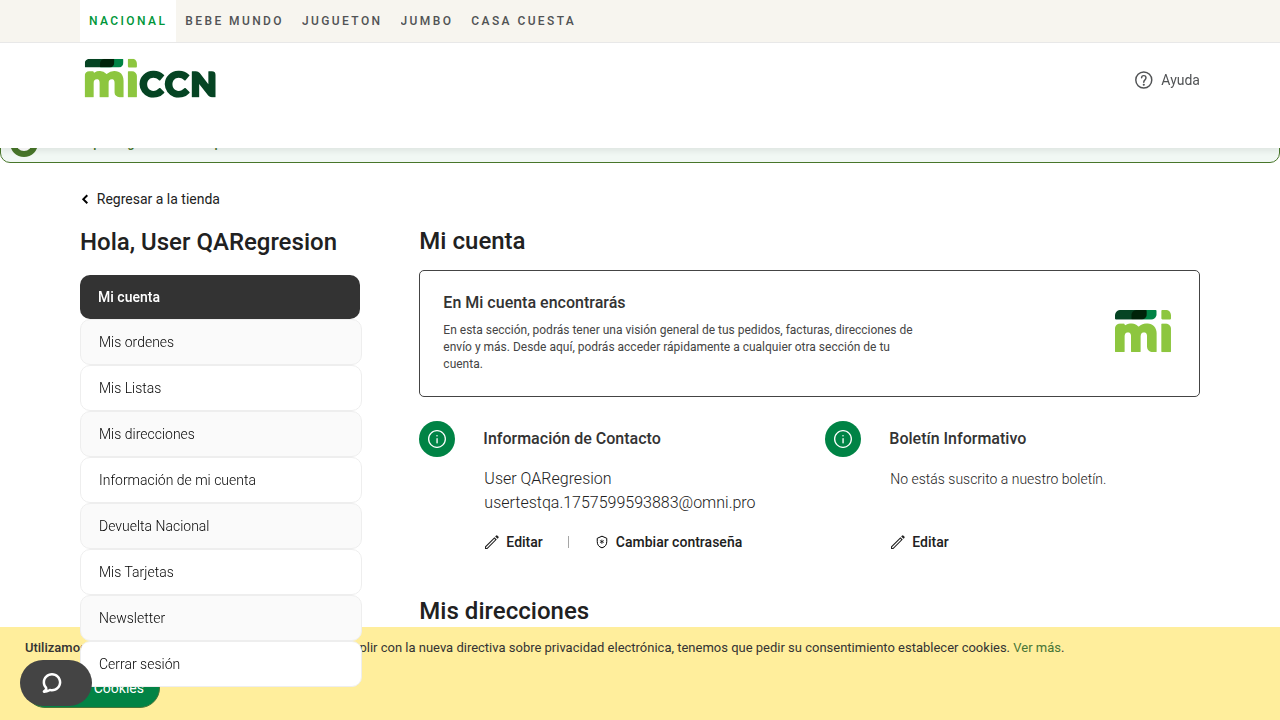 NACIONAL BEBE MUNDO JUGUETON JUMBO CASA CUESTA
miCCN
Ayuda
Regresar a la tienda
Hola, User QARegresion
Mi cuenta
Mis ordenes
Mis Listas
Mis direcciones
Información de mi cuenta
Devuelta Nacional
Mis Tarjetas
Newsletter
Cerrar sesión
Mi cuenta
En Mi cuenta encontrarás
En esta sección, podrás tener una visión general de tus pedidos, facturas, direcciones de
envío y más. Desde aquí, podrás acceder rápidamente a cualquier otra sección de tu
cuenta.
mi
Información de Contacto
User QARegresion
usertestqa.1757599593883@omni.pro
Editar
Cambiar contraseña
Boletín Informativo
No estás suscrito a nuestro boletín.
Editar
Mis direcciones
con la nueva directiva sobre privacidad electrónica, tenemos que pedir su consentimiento establecer cookies. Ver más.
Cookies